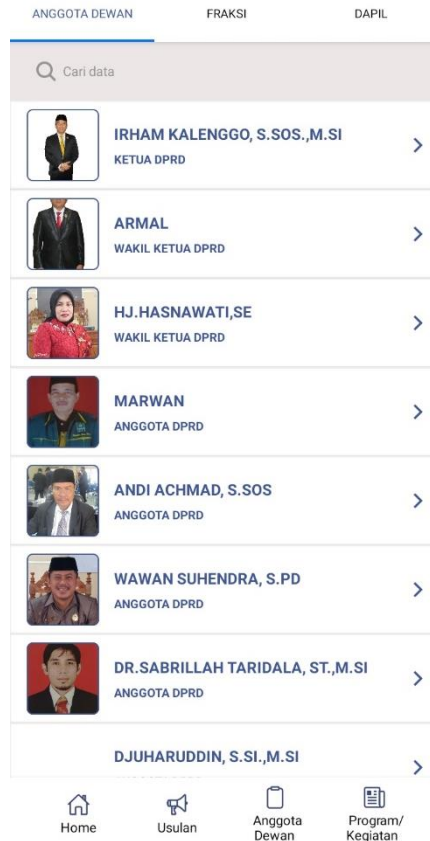 ANGGOTA DEWAN FRAKSI DAPIL
Cari data
IRHAM KALENGGO, S.SOS.,M.SI
KETUA DPRD
ARMAL
WAKIL KETUA DPRD
HJ.HASNAWATI,SE
WAKIL KETUA DPRD
MARWAN
ANGGOTA DPRD
ANDI ACHMAD, S.SOS
ANGGOTA DPRD
WAWAN SUHENDRA, S.PD
ANGGOTA DPRD
DR.SABRILLAH TARIDALA, ST.,M.SI
ANGGOTA DPRD
DJUHARUDDIN, S.SI.,M.SI
Home Usulan Anggota Dewan Program/ Kegiatan